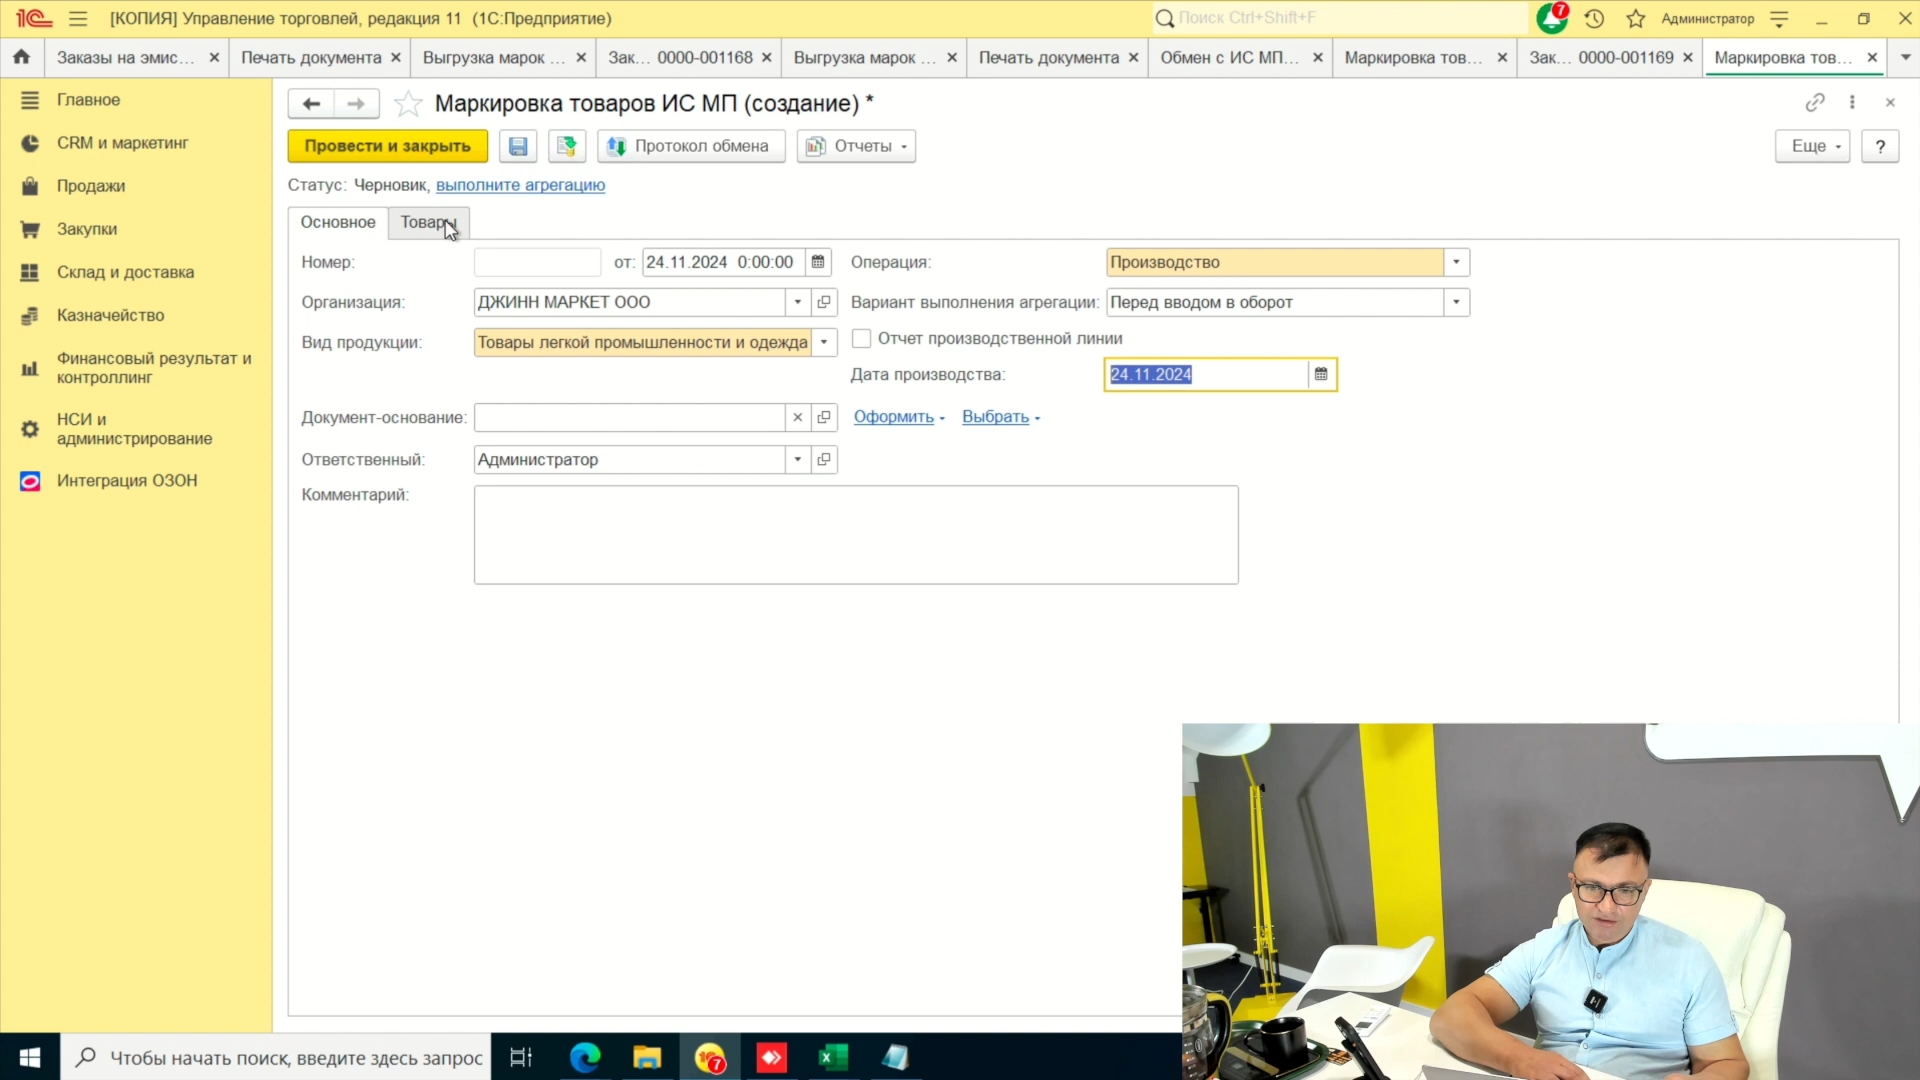 [КОПИЯ] Управление торговлей, редакция 11 (1С:Предприятие)
Поиск Ctrl+Shift+F
7
Администратор
Заказы на эмис...
Печать документа
Выгрузка марок ...
Зак... 0000-001168
Выгрузка марок ...
Печать документа
Обмен с ИС МП...
Маркировка тов...
Зак... 0000-001169
Маркировка тов...
Главное
CRM и маркетинг
Продажи
Закупки
Склад и доставка
Казначейство
Финансовый результат и
контроллинг
НСИ и
администрирование
Интеграция ОЗОН
Маркировка товаров ИС МП (создание) *
Провести и закрыть
Протокол обмена
Отчеты
Еще
?
Статус: Черновик, выполните агрегацию
Основное
Товары
Номер:
от: 24.11.2024 0:00:00
Операция: Производство
Организация: ДЖИНН МАРКЕТ ООО
Вариант выполнения агрегации: Перед вводом в оборот
Вид продукции: Товары легкой промышленности и одежда
Отчет производственной линии
Дата производства: 24.11.2024
Документ-основание:
Оформить
Выбрать
Ответственный: Администратор
Комментарий:
Чтобы начать поиск, введите здесь запрос
7